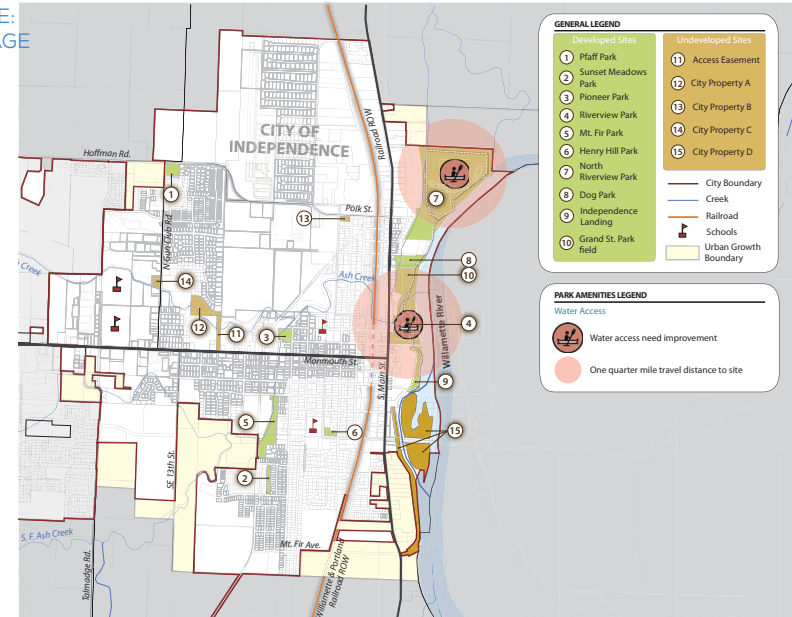 E:
AGE
GENERAL LEGEND
Developed Sites
1 Pfaff Park
2 Sunset Meadows
Park
3 Pioneer Park
4 Riverview Park
5 Mt. Fir Park
6 Henry Hill Park
7 North
Riverview Park
8 Dog Park
9 Independence
Landing
10 Grand St. Park
field
Undeveloped Sites
11 Access Easement
12 City Property A
13 City Property B
14 City Property C
15 City Property D
City Boundary
Creek
Railroad
Schools
Urban Growth
Boundary
PARK AMENITIES LEGEND
Water Access
Water access need improvement
One quarter mile travel distance to site
CITY OF
INDEPENDENCE
Hoffman Rd.
Railroad ROW
1
7
Polk St.
13
N Gun Club Rd.
8
10
Creek
Ash Creek
14
12
11
3
4
Willamette River
Monmouth St.
S. Main St.
9
5
6
15
SE 13th St.
2
S. F. Ash Creek
Mt. Fir Ave.
Talmadge Rd.
Willamette & Portland
Railroad ROW